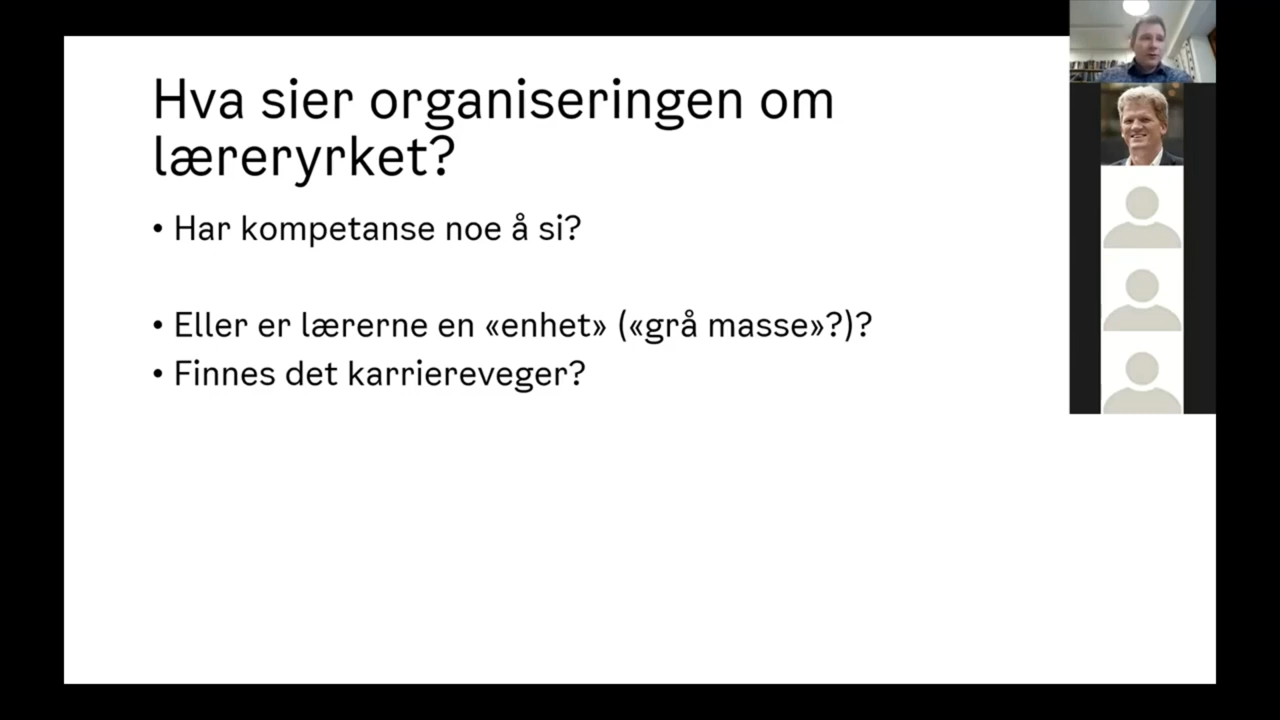 Hva sier organiseringen om
læreryrket?
• Har kompetanse noe å si?
• Eller er lærerne en «enhet» («grå masse»?)?
• Finnes det karriereveger?